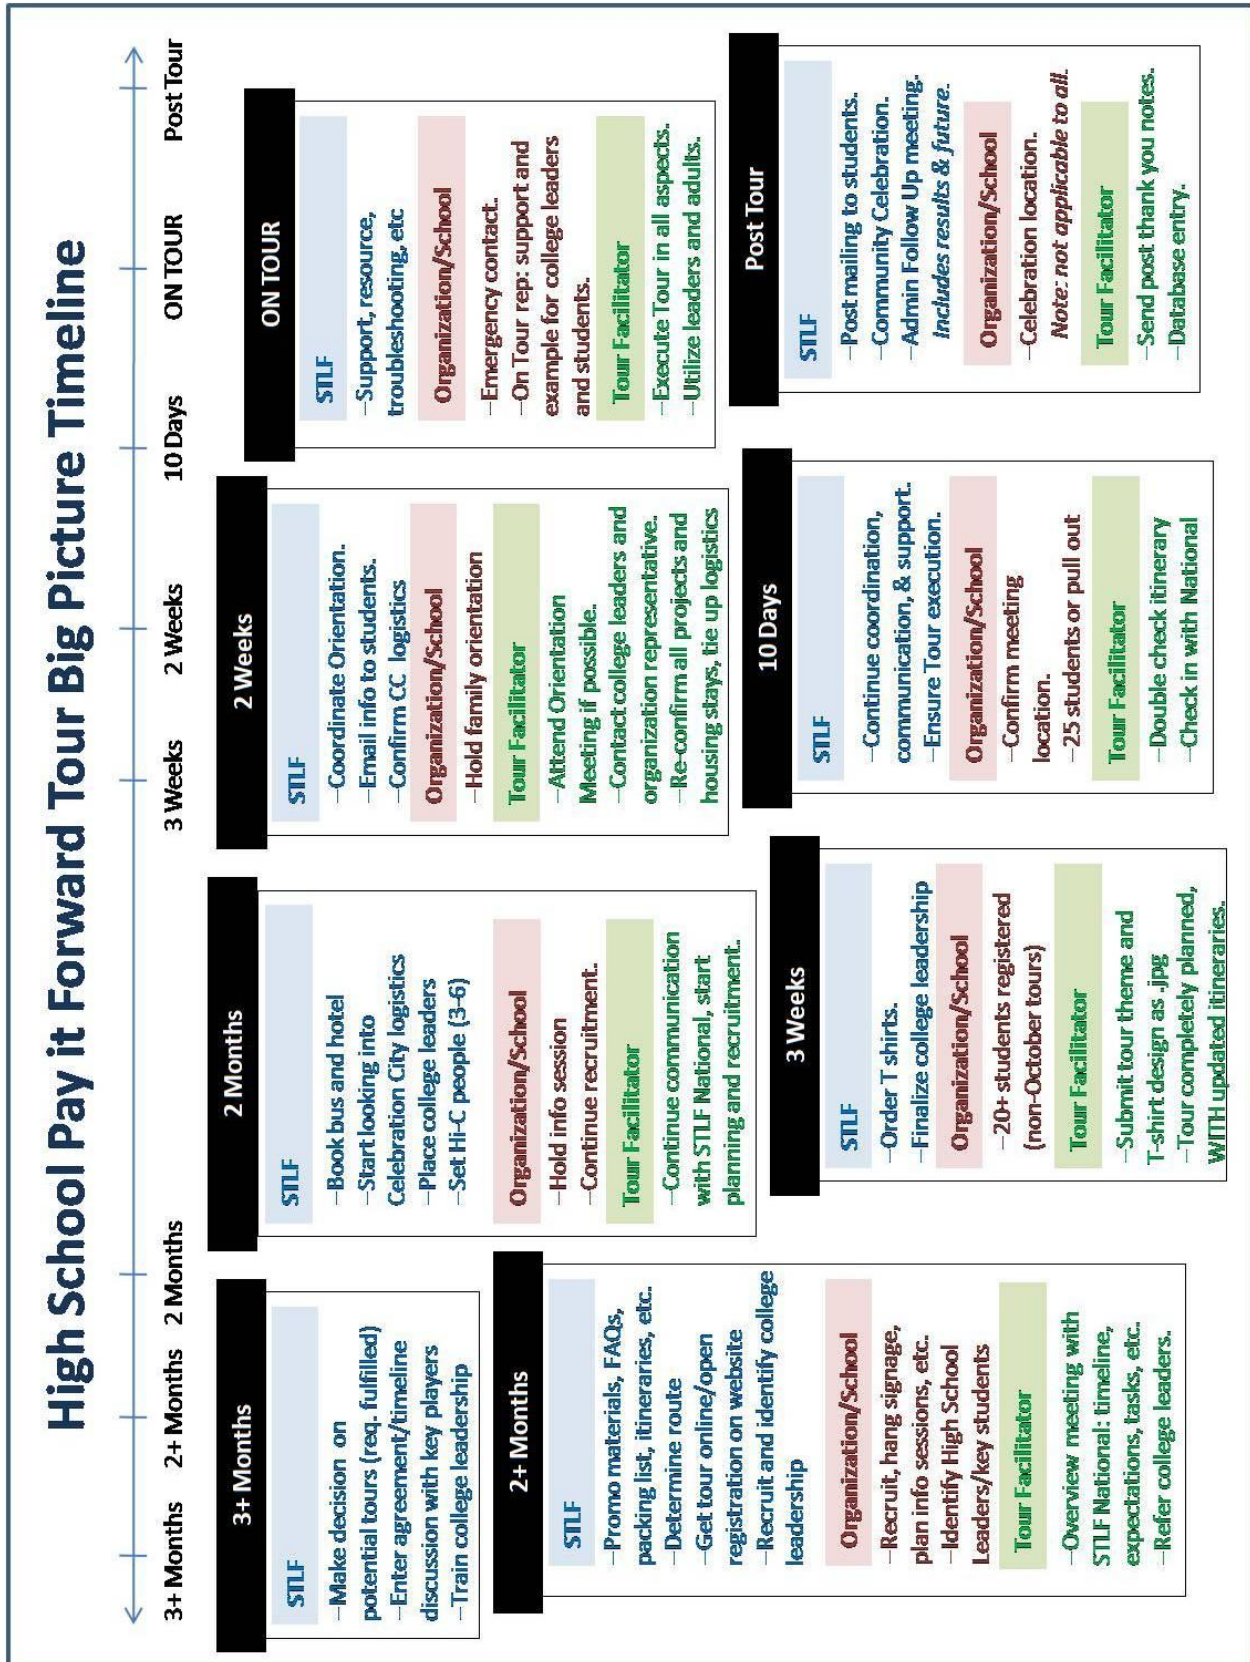 High School Pay it Forward Tour Big Picture Timeline
3+ Months 2+ Months 2 Months 3 Weeks 2 Weeks 10 Days ON TOUR Post Tour
3+ Months
STLF
–Make decision on
potential tours (req. fulfilled)
–Enter agreement/timeline
discussion with key players
–Train college leadership
2+ Months
STLF
–Promo materials, FAQs,
packing list, itineraries, etc.
–Determine route
–Get tour online/open
registration on website
–Recruit and identify college
leadership
Organization/School
–Recruit, hang signage,
plan info sessions, etc.
–Identify High School
Leaders/key students
Tour Facilitator
–Overview meeting with
STLF National: timeline,
expectations, tasks, etc.
–Refer college leaders.
2 Months
STLF
–Book bus and hotel
–Start looking into
Celebration City logistics
–Place college leaders
–Set Hi-C people (3-6)
Organization/School
–Hold info session
–Continue recruitment.
Tour Facilitator
–Continue communication
with STLF National, start
planning and recruitment.
3 Weeks
STLF
–Order T shirts.
–Finalize college leadership
Organization/School
–20+ students registered
(non-October tours)
Tour Facilitator
–Submit tour theme and
T-shirt design as .jpg
–Tour completely planned,
WITH updated itineraries.
2 Weeks
STLF
–Coordinate Orientation.
–Email info to students.
–Confirm CC logistics
Organization/School
–Hold family orientation
Tour Facilitator
–Attend Orientation
Meeting if possible.
–Contact college leaders and
organization representative.
–Re-confirm all projects and
housing stays, tie up logistics
10 Days
STLF
–Continue coordination,
communication, & support.
–Ensure Tour execution.
Organization/School
–Confirm meeting
location.
–25 students or pull out
Tour Facilitator
–Double check itinerary
–Check in with National
ON TOUR
STLF
–Support, resource,
troubleshooting, etc
Organization/School
–Emergency contact.
–On Tour rep: support and
example for college leaders
and students.
Tour Facilitator
–Execute Tour in all aspects.
–Utilize leaders and adults.
Post Tour
STLF
–Post mailing to students.
–Community Celebration.
–Admin Follow Up meeting.
Includes results & future.
Organization/School
–Celebration location.
Note: not applicable to all.
Tour Facilitator
–Send post thank you notes.
–Database entry.